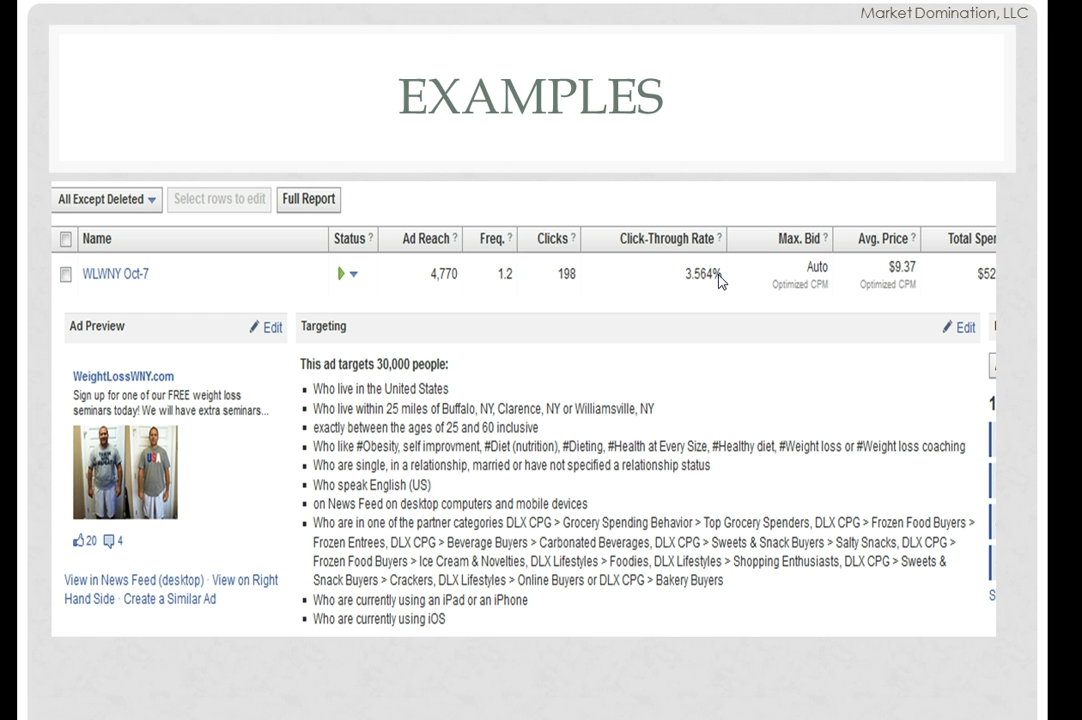 Market Domination, LLC
EXAMPLES
All Except Deleted Select rows to edit Full Report
Name Status ? Ad Reach ? Freq. ? Clicks ? Click-Through Rate ? Max. Bid ? Avg. Price ? Total Spen
WLWNY Oct-7 4,770 1.2 198 3.564% Auto $9.37 $52
Optimized CPM Optimized CPM
Ad Preview Edit Targeting Edit
This ad targets 30,000 people:
WeightLossWNY.com
Sign up for one of our FREE weight loss
seminars today! We will have extra seminars...
USA
20 4
View in News Feed (desktop) · View on Right
Hand Side · Create a Similar Ad
▪ Who live in the United States
▪ Who live within 25 miles of Buffalo, NY, Clarence, NY or Williamsville, NY
▪ exactly between the ages of 25 and 60 inclusive
▪ Who like #Obesity, self improvment, #Diet (nutrition), #Dieting, #Health at Every Size, #Healthy diet, #Weight loss or #Weight loss coaching
▪ Who are single, in a relationship, married or have not specified a relationship status
▪ Who speak English (US)
▪ on News Feed on desktop computers and mobile devices
▪ Who are in one of the partner categories DLX CPG > Grocery Spending Behavior > Top Grocery Spenders, DLX CPG > Frozen Food Buyers >
Frozen Entrees, DLX CPG > Beverage Buyers > Carbonated Beverages, DLX CPG > Sweets & Snack Buyers > Salty Snacks, DLX CPG >
Frozen Food Buyers > Ice Cream & Novelties, DLX Lifestyles > Foodies, DLX Lifestyles > Shopping Enthusiasts, DLX CPG > Sweets &
Snack Buyers > Crackers, DLX Lifestyles > Online Buyers or DLX CPG > Bakery Buyers
▪ Who are currently using an iPad or an iPhone
▪ Who are currently using iOS